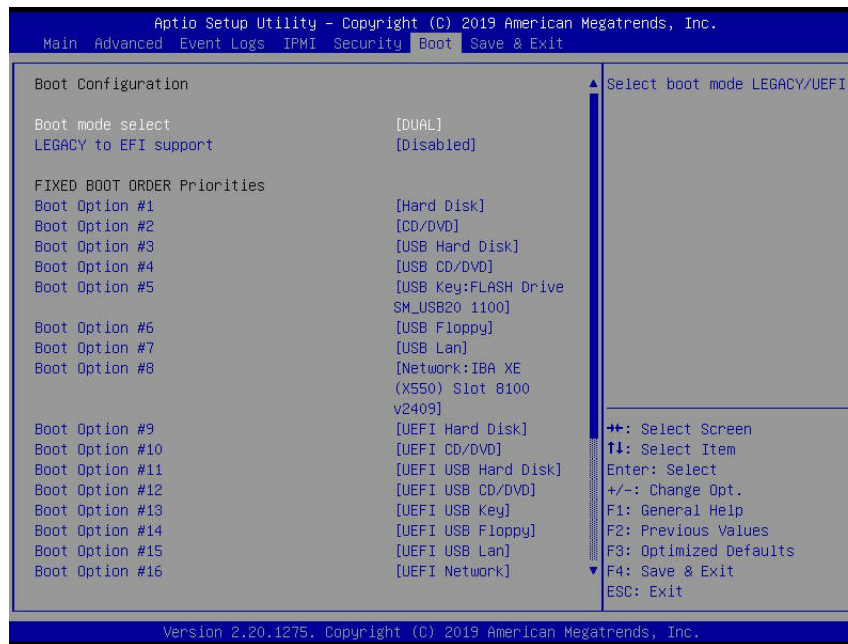 Aptio Setup Utility – Copyright (C) 2019 American Megatrends, Inc.
Main Advanced Event Logs IPMI Security Boot Save & Exit
Boot Configuration
Boot mode select [DUAL]
LEGACY to EFI support [Disabled]
FIXED BOOT ORDER Priorities
Boot Option #1 [Hard Disk]
Boot Option #2 [CD/DVD]
Boot Option #3 [USB Hard Disk]
Boot Option #4 [USB CD/DVD]
Boot Option #5 [USB Key:FLASH Drive
SM_USB20 1100]
Boot Option #6 [USB Floppy]
Boot Option #7 [USB Lan]
Boot Option #8 [Network:IBA XE
(X550) Slot 8100
v2409]
Boot Option #9 [UEFI Hard Disk]
Boot Option #10 [UEFI CD/DVD]
Boot Option #11 [UEFI USB Hard Disk]
Boot Option #12 [UEFI USB CD/DVD]
Boot Option #13 [UEFI USB Key]
Boot Option #14 [UEFI USB Floppy]
Boot Option #15 [UEFI USB Lan]
Boot Option #16 [UEFI Network]
Select boot mode LEGACY/UEFI
→←: Select Screen
↑↓: Select Item
Enter: Select
+/-: Change Opt.
F1: General Help
F2: Previous Values
F3: Optimized Defaults
F4: Save & Exit
ESC: Exit
Version 2.20.1275. Copyright (C) 2019 American Megatrends, Inc.